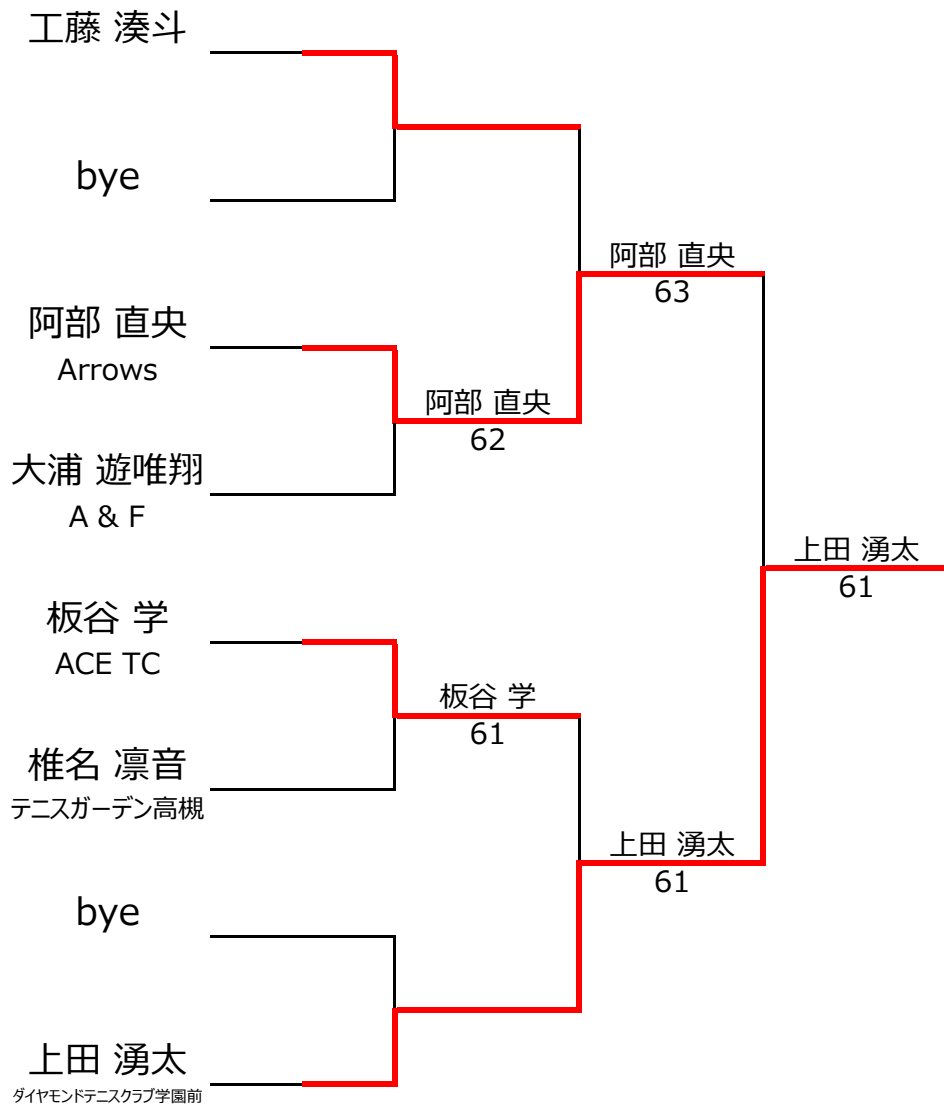 工藤 湊斗
bye
阿部 直央
63
阿部 直央
Arrows
阿部 直央
62
大浦 遊唯翔
A & F
上田 湧太
61
板谷 学
ACE TC
板谷 学
61
椎名 凛音
テニスガーデン高槻
上田 湧太
61
bye
上田 湧太
ダイヤモンドテニスクラブ学園前